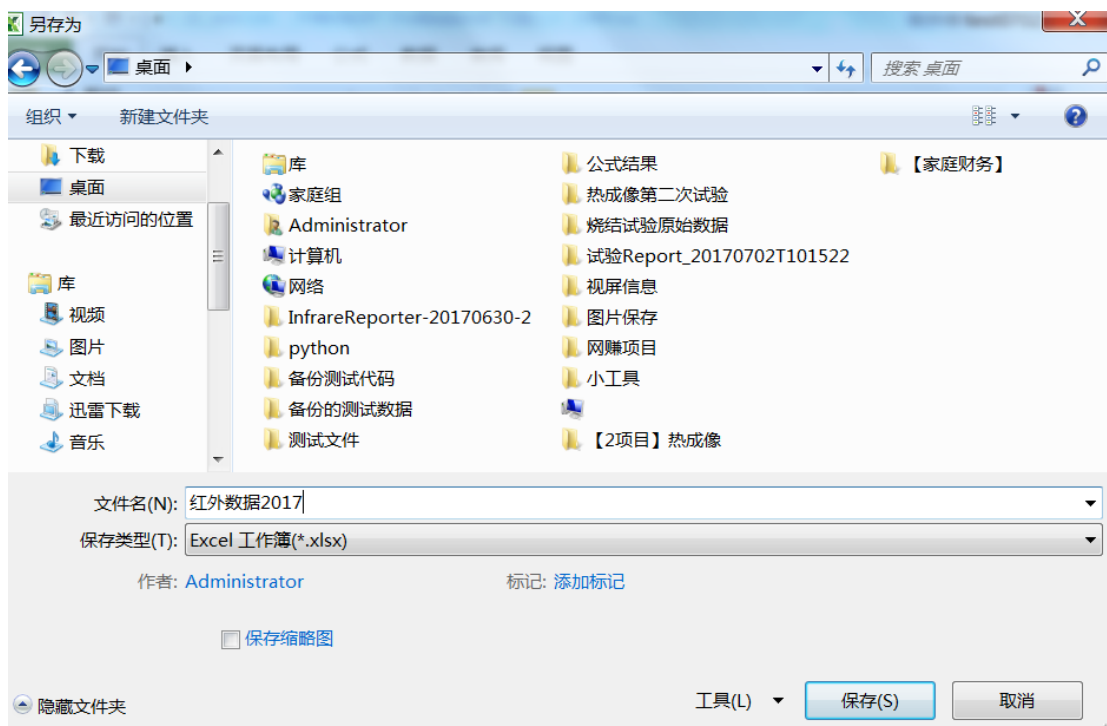 另存为
桌面
搜索 桌面
组织
新建文件夹
下载
桌面
最近访问的位置
库
视频
图片
文档
迅雷下载
音乐
库
家庭组
Administrator
计算机
网络
InfrareReporter-20170630-2
python
备份测试代码
备份的测试数据
测试文件
公式结果
热成像第二次试验
烧结试验原始数据
试验Report_20170702T101522
视屏信息
图片保存
网赚项目
小工具
【2项目】热成像
【家庭财务】
文件名(N): 红外数据2017
保存类型(T): Excel 工作簿(*.xlsx)
作者: Administrator 标记: 添加标记
保存缩略图
隐藏文件夹 工具(L) 保存(S) 取消